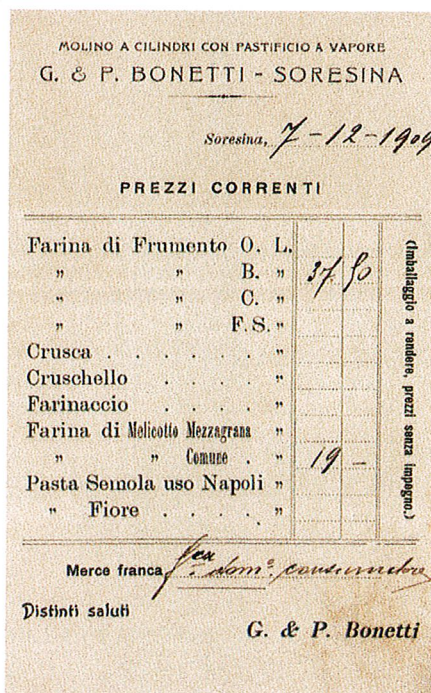 MOLINO A CILINDRI CON PASTIFICIO A VAPORE
G. & P. BONETTI - SORESINA
Soresina, 7-12-1909
PREZZI CORRENTI
Farina di Frumento O. L.
„ „ B. „ 37 50
„ „ C. „
„ „ F.S. „
Crusca . . . . . . „
Cruschello . . . . „
Farinaccio . . . . „
Farina di Melicotto Mezzagrana „
„ „ Comune . „ 19 -
Pasta Semola uso Napoli „
„ Fiore . . . . „
(Imballaggio a rendere, prezzi senza impegno.)
Merce franca dom.° consumatore
Distinti saluti
G. & P. Bonetti